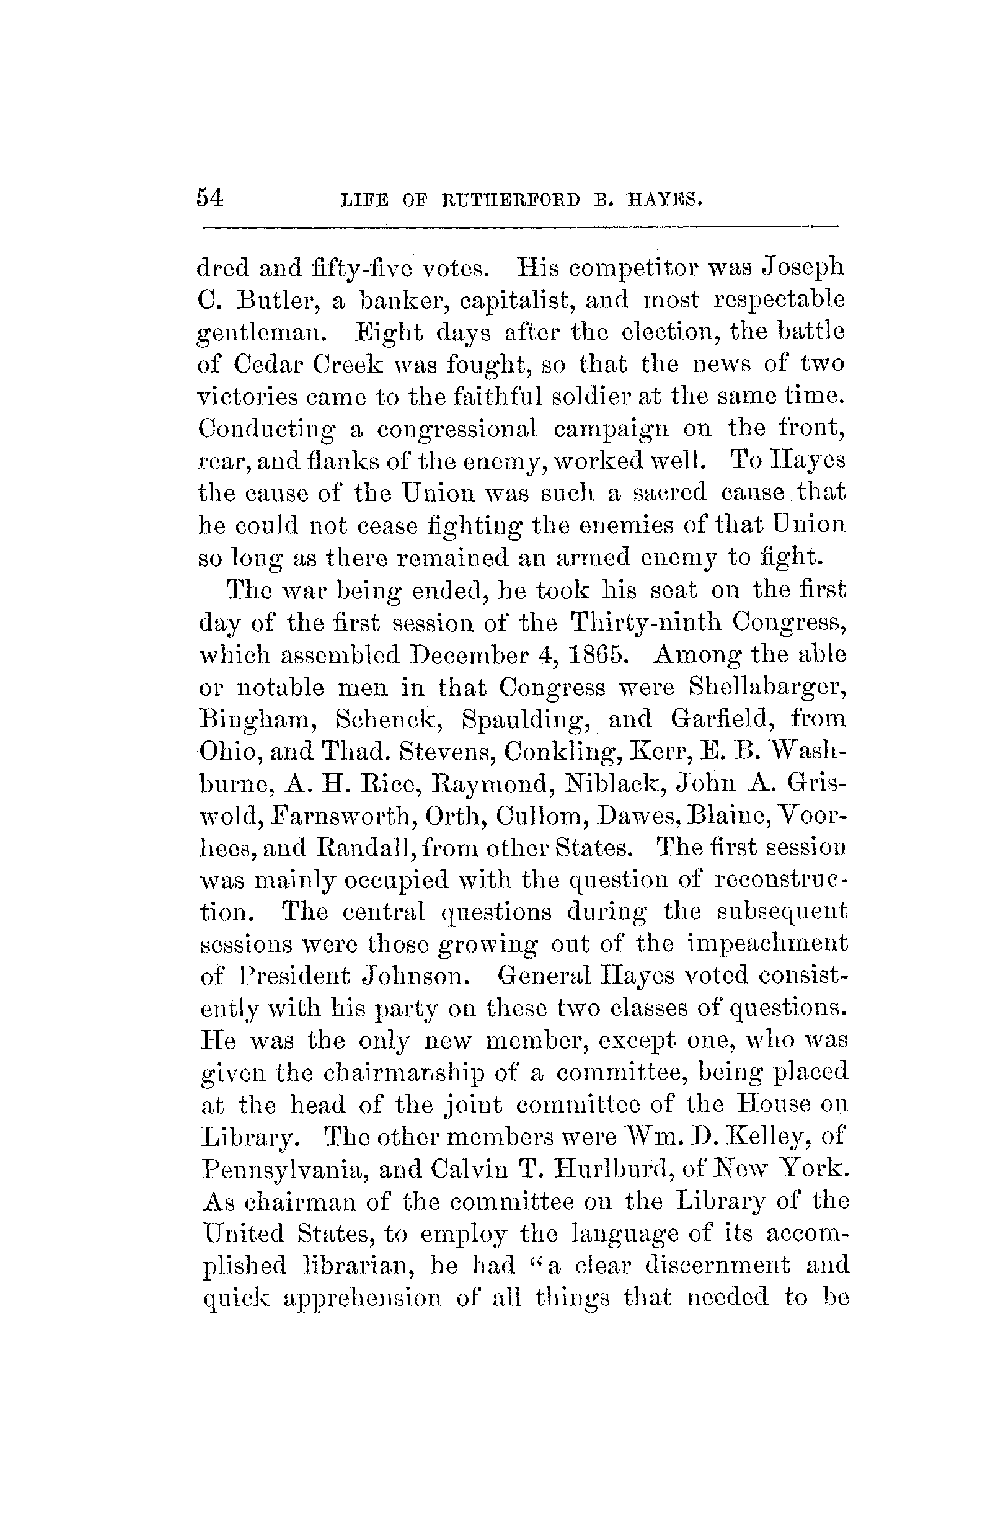 54 LIFE OF RUTHERFORD B. HAYES.
dred and fifty-five votes. His competitor was Joseph
C. Butler, a banker, capitalist, and most respectable
gentleman. Eight days after the election, the battle
of Cedar Creek was fought, so that the news of two
victories came to the faithful soldier at the same time.
Conducting a congressional campaign on the front,
rear, and flanks of the enemy, worked well. To Hayes
the cause of the Union was such a sacred cause that
he could not cease fighting the enemies of that Union
so long as there remained an armed enemy to fight.
The war being ended, he took his seat on the first
day of the first session of the Thirty-ninth Congress,
which assembled December 4, 1865. Among the able
or notable men in that Congress were Shellabarger,
Bingham, Schenck, Spaulding, and Garfield, from
Ohio, and Thad. Stevens, Conkling, Kerr, E. B. Wash-
burne, A. H. Rice, Raymond, Niblack, John A. Gris-
wold, Farnsworth, Orth, Cullom, Dawes, Blaine, Voor-
hees, and Randall, from other States. The first session
was mainly occupied with the question of reconstruc-
tion. The central questions during the subsequent
sessions were those growing out of the impeachment
of President Johnson. General Hayes voted consist-
ently with his party on these two classes of questions.
He was the only new member, except one, who was
given the chairmanship of a committee, being placed
at the head of the joint committee of the House on
Library. The other members were Wm. D. Kelley, of
Pennsylvania, and Calvin T. Hurlburd, of New York.
As chairman of the committee on the Library of the
United States, to employ the language of its accom-
plished librarian, he had "a clear discernment and
quick apprehension of all things that needed to be